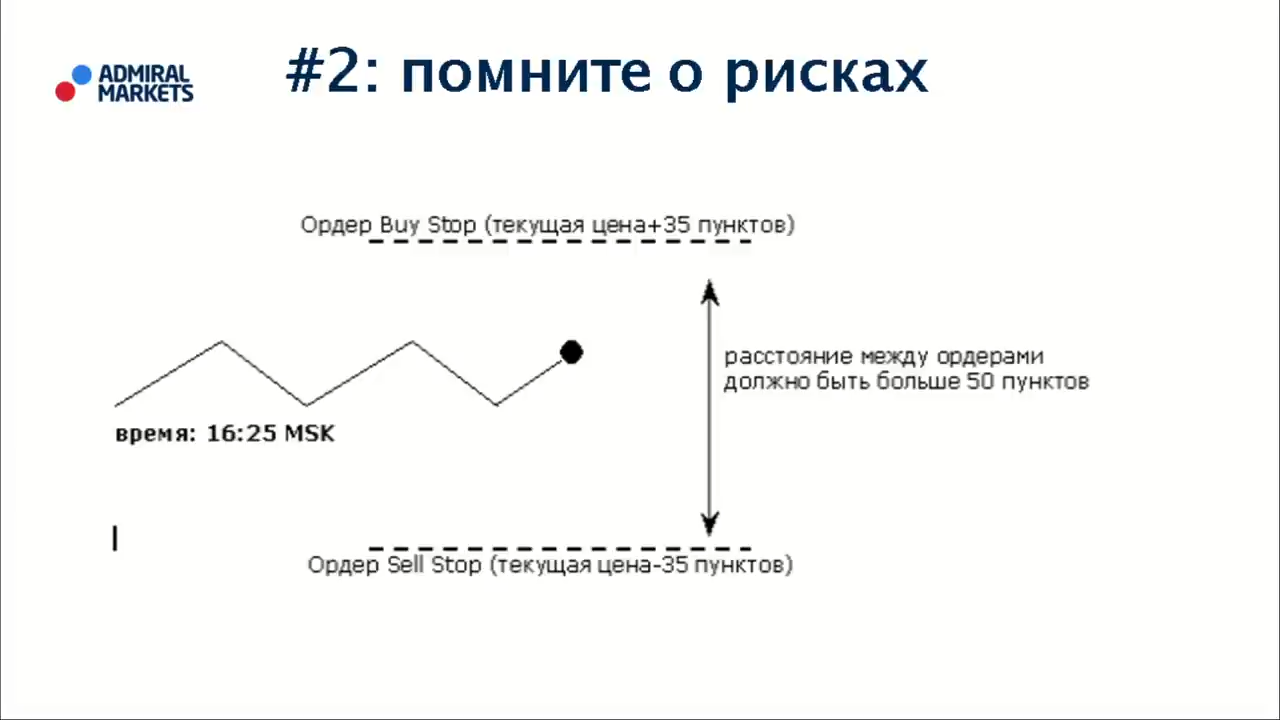 ADMIRAL
MARKETS
#2: помните о рисках
Ордер Buy Stop (текущая цена+35 пунктов)
расстояние между ордерами
должно быть больше 50 пунктов
время: 16:25 MSK
Ордер Sell Stop (текущая цена-35 пунктов)